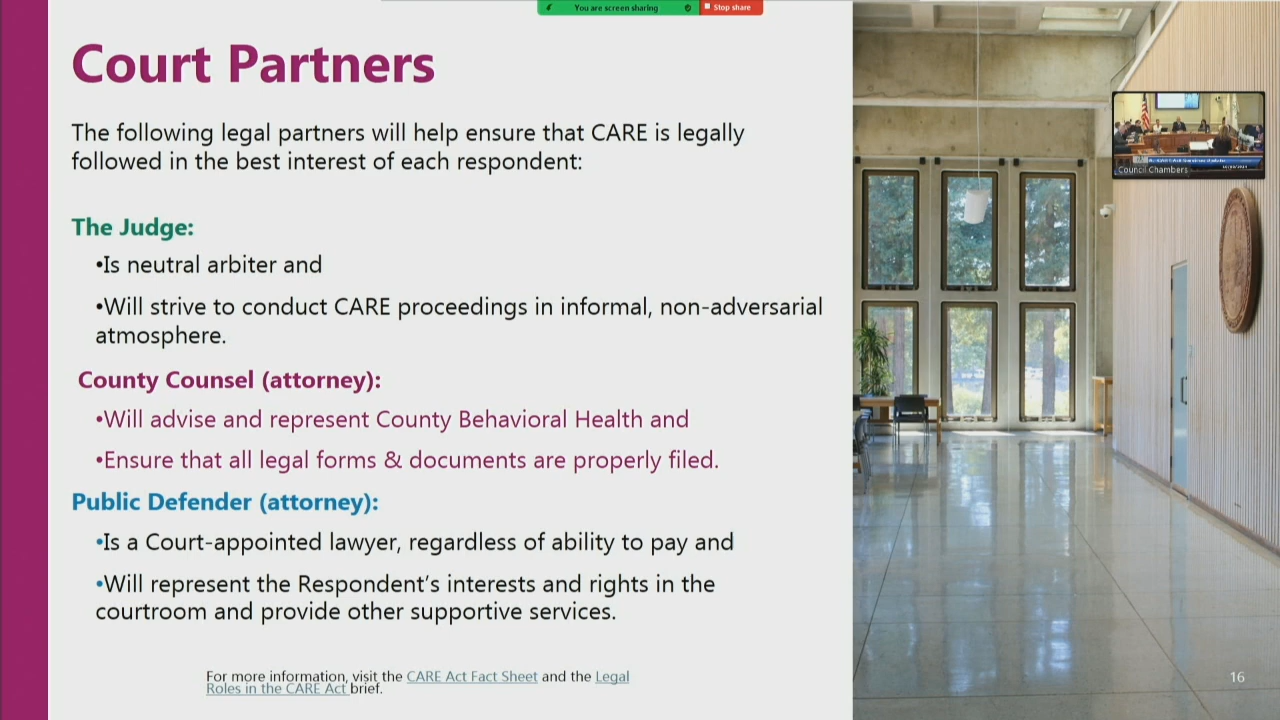 You are screen sharing
Stop share
Court Partners
The following legal partners will help ensure that CARE is legally
followed in the best interest of each respondent:
The Judge:
•Is neutral arbiter and
•Will strive to conduct CARE proceedings in informal, non-adversarial
atmosphere.
County Counsel (attorney):
•Will advise and represent County Behavioral Health and
•Ensure that all legal forms & documents are properly filed.
Public Defender (attorney):
•Is a Court-appointed lawyer, regardless of ability to pay and
•Will represent the Respondent’s interests and rights in the
courtroom and provide other supportive services.
For more information, visit the CARE Act Fact Sheet and the Legal
Roles in the CARE Act brief.
Council Chambers
16